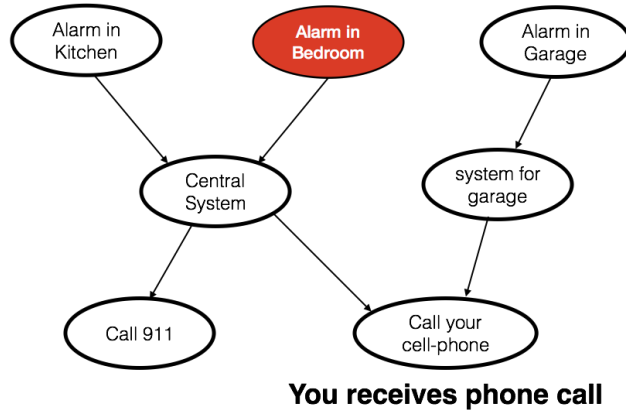 Alarm in
Kitchen
Alarm in
Bedroom
Alarm in
Garage
Central
System
system for
garage
Call 911
Call your
cell-phone
You receives phone call